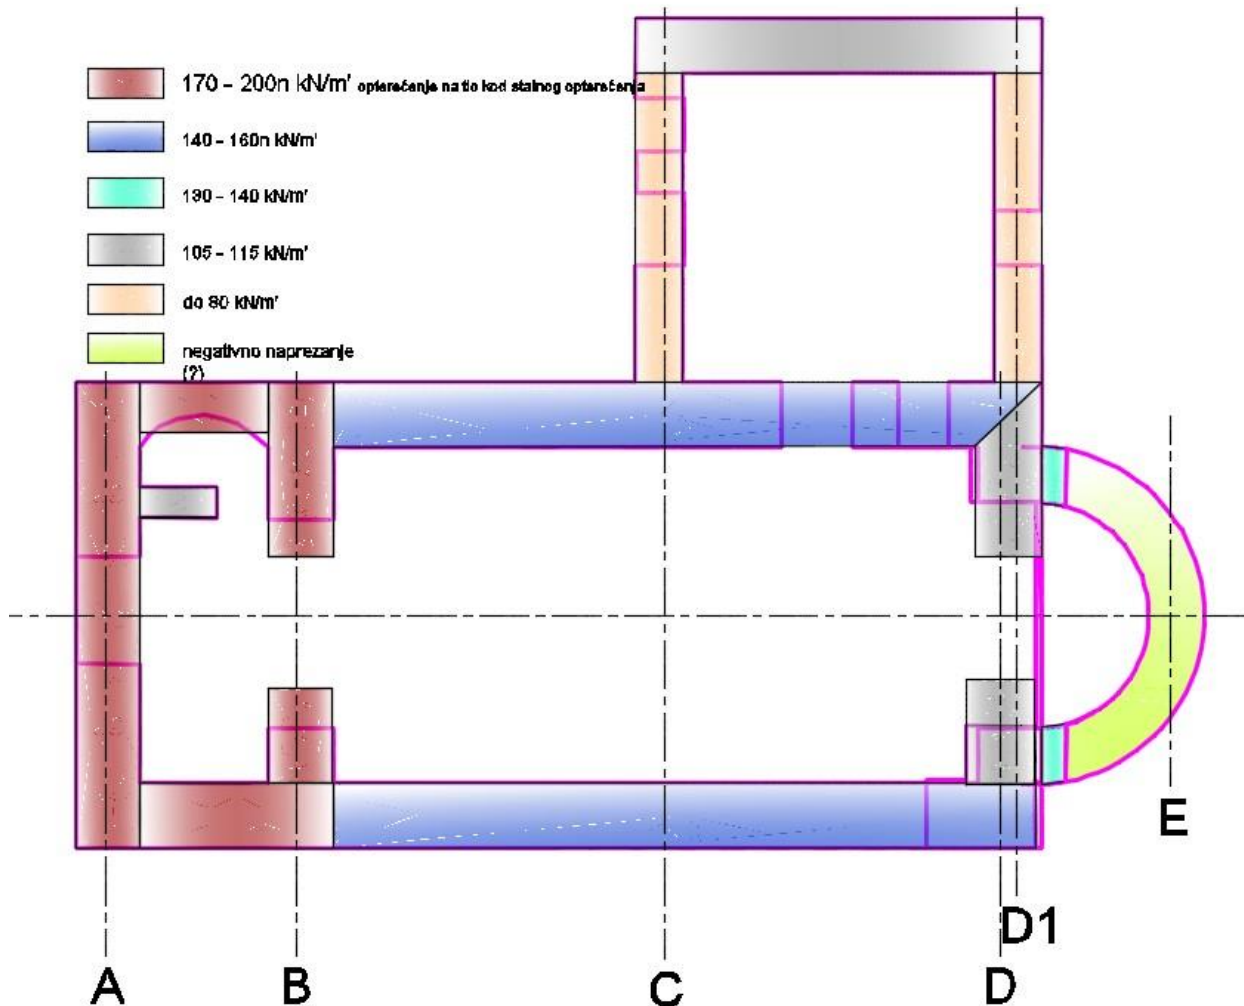 170 - 200n kN/m' opterećenje na tlo kod stalnog opterećenja
140 - 160n kN/m'
130 - 140 kN/m'
105 - 115 kN/m'
do 80 kN/m'
negativno naprezanje
(?)
E
D1
A
B
C
D